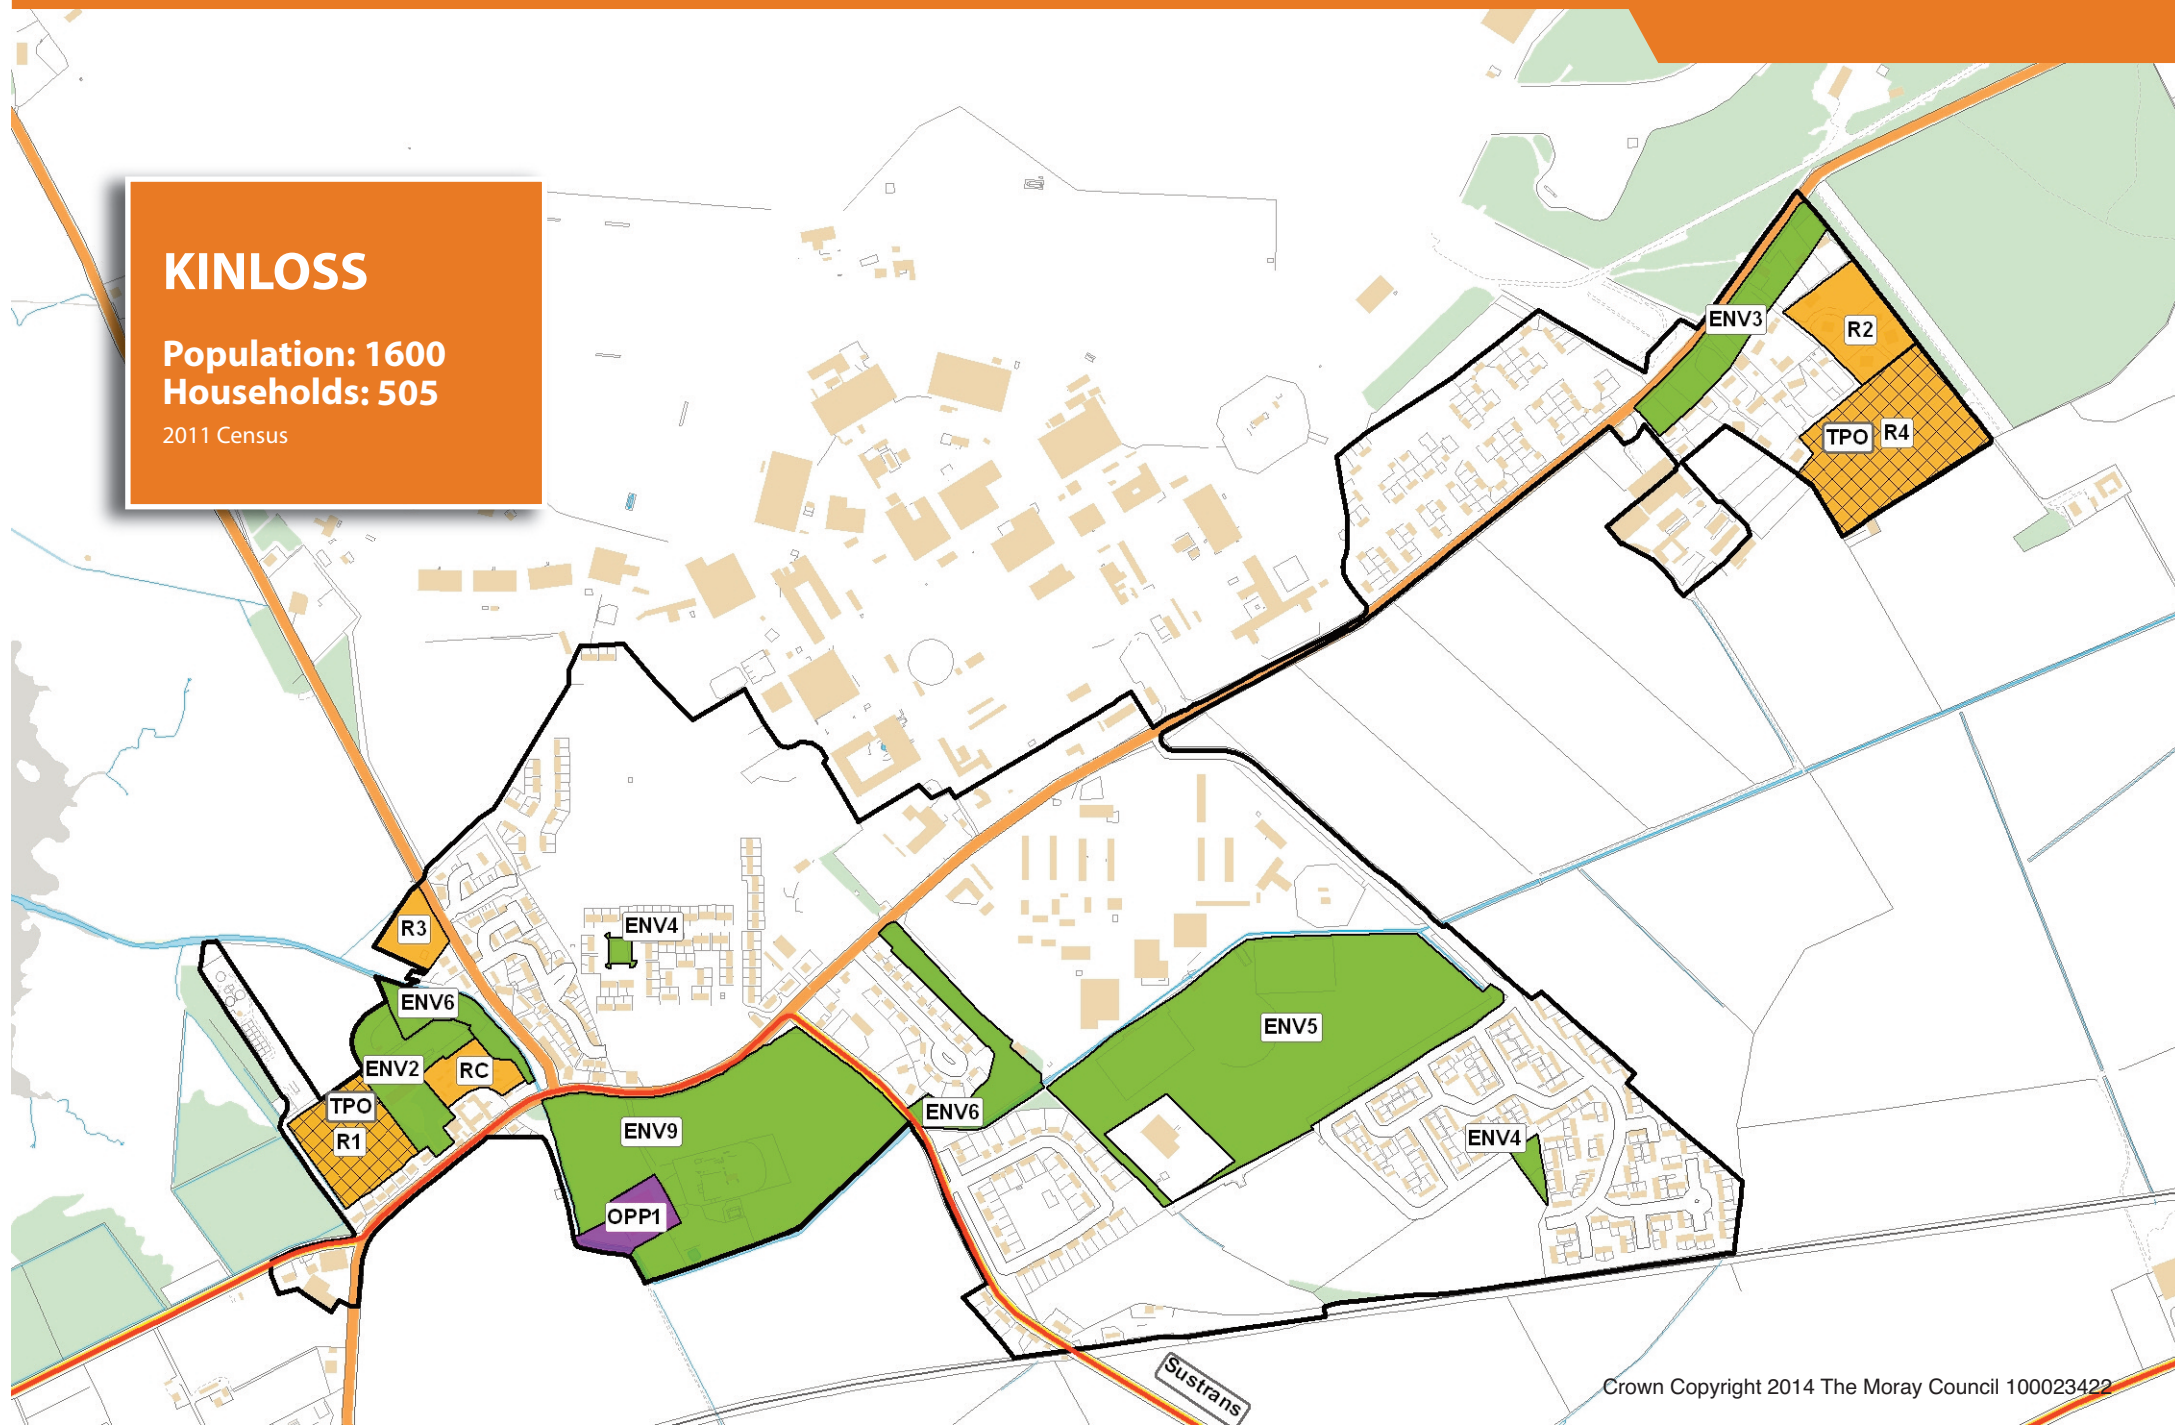 KINLOSS
Population: 1600
Households: 505
2011 Census
ENV3
R2
TPO
R4
R3
ENV4
ENV6
ENV2
RC
TPO
R1
ENV5
ENV6
ENV9
ENV4
OPP1
Sustrans
Crown Copyright 2014 The Moray Council 100023422